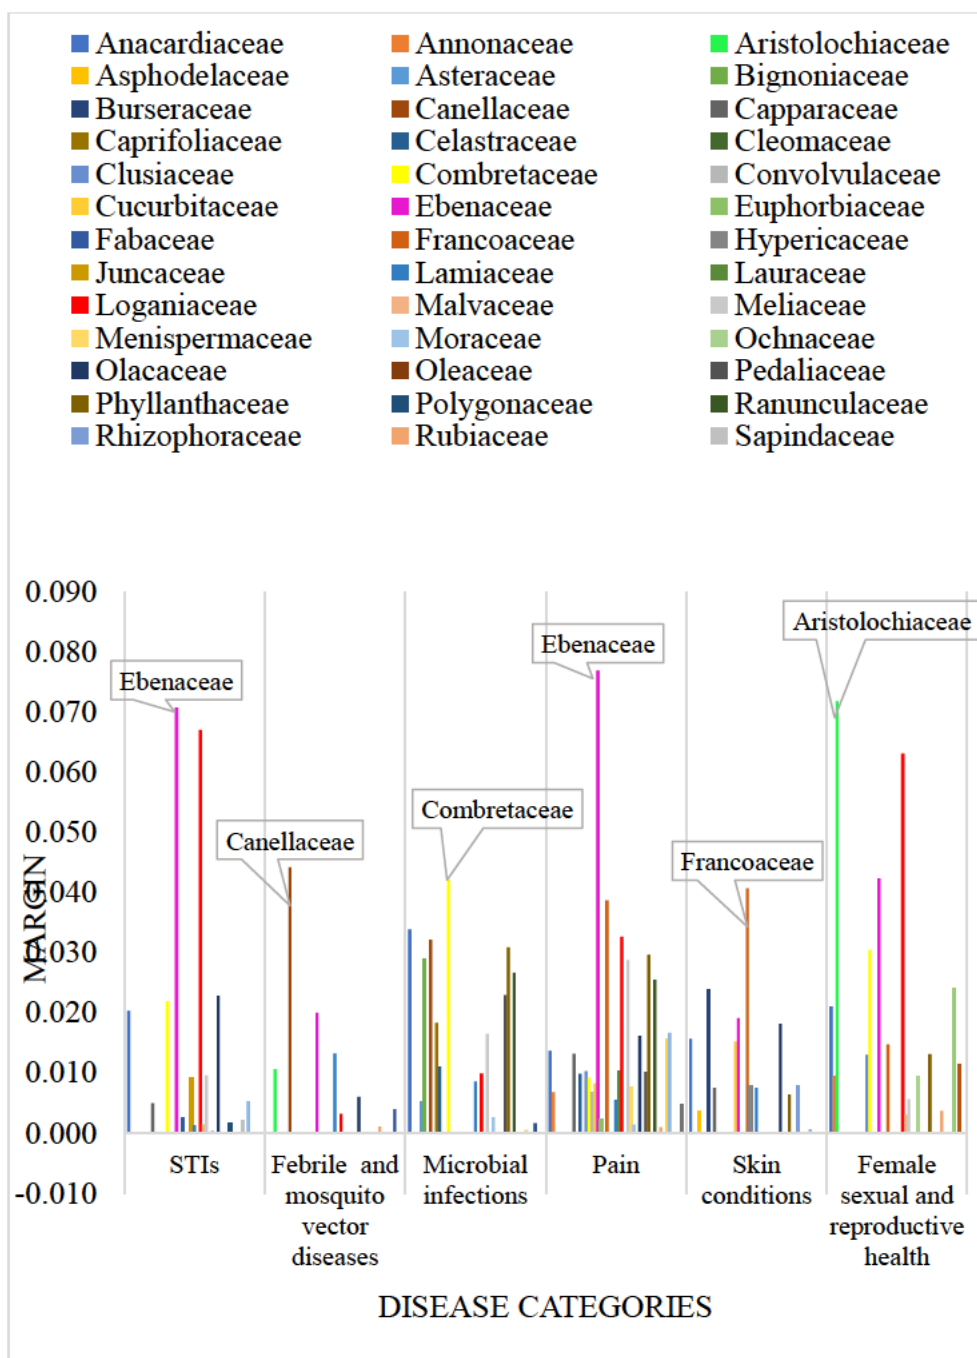 Anacardiaceae Annonaceae Aristolochiaceae
Asphodelaceae Asteraceae Bignoniaceae
Burseraceae Canellaceae Capparaceae
Caprifoliaceae Celastraceae Cleomaceae
Clusiaceae Combretaceae Convolvulaceae
Cucurbitaceae Ebenaceae Euphorbiaceae
Fabaceae Francoaceae Hypericaceae
Juncaceae Lamiaceae Lauraceae
Loganiaceae Malvaceae Meliaceae
Menispermaceae Moraceae Ochnaceae
Olacaceae Oleaceae Pedaliaceae
Phyllanthaceae Polygonaceae Ranunculaceae
Rhizophoraceae Rubiaceae Sapindaceae
0.090
0.080
0.070
0.060
0.050
0.040
0.030
0.020
0.010
0.000
-0.010
MARGIN
Ebenaceae
Canellaceae
Combretaceae
Ebenaceae
Francoaceae
Aristolochiaceae
STIs
Febrile and
mosquito
vector
diseases
Microbial
infections
Pain
Skin
conditions
Female
sexual and
reproductive
health
DISEASE CATEGORIES